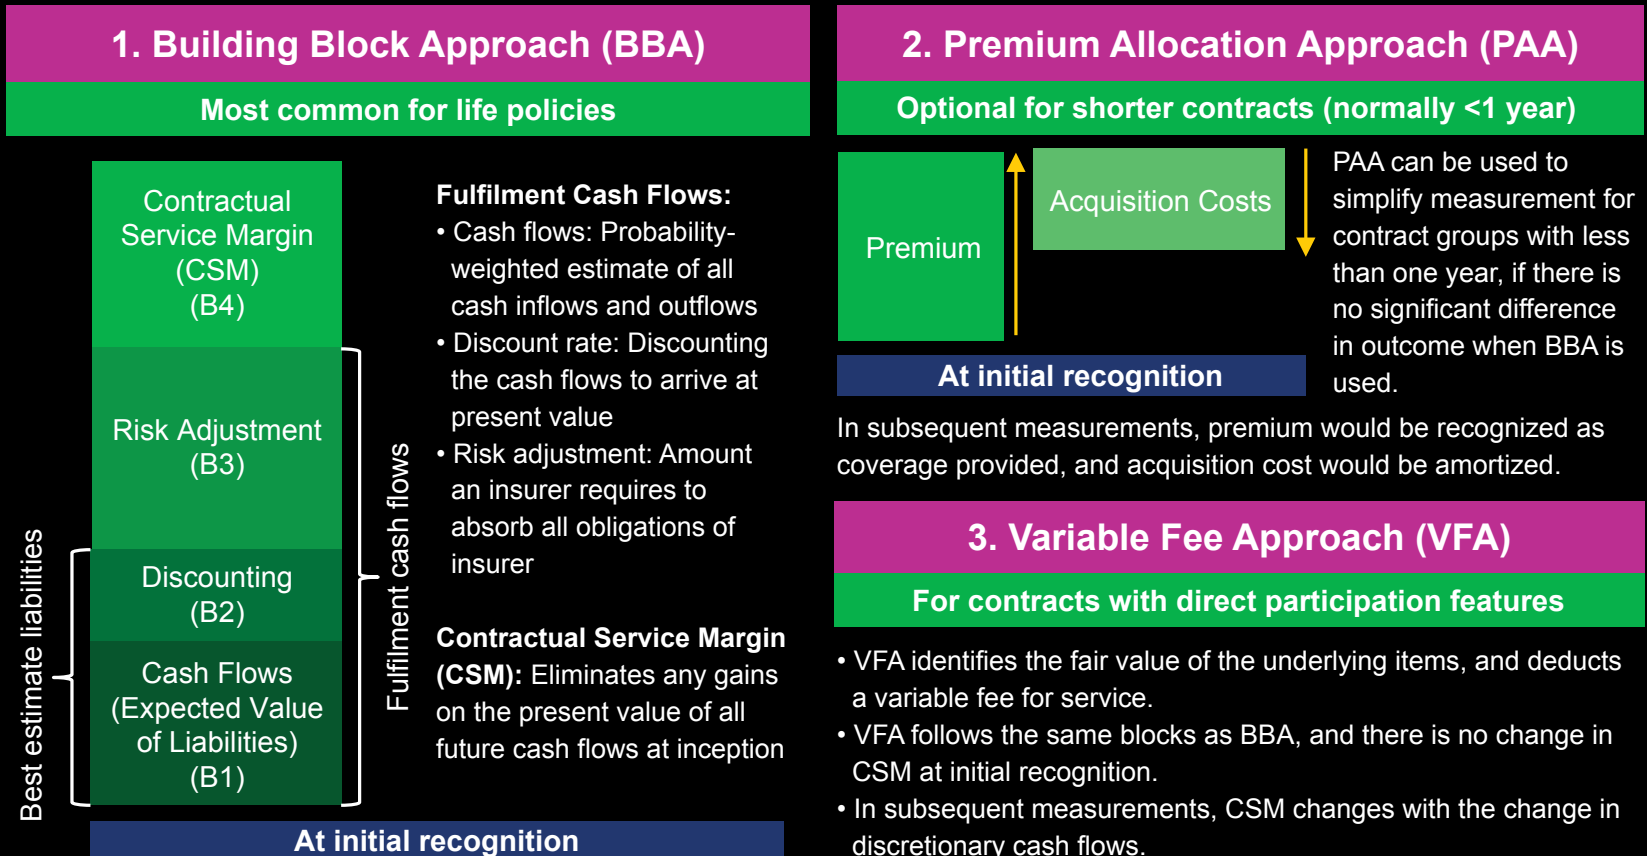 1. Building Block Approach (BBA)
Most common for life policies
Contractual
Service Margin
(CSM)
(B4)
Risk Adjustment
(B3)
Discounting
(B2)
Cash Flows
(Expected Value
of Liabilities)
(B1)
Best estimate liabilities
Fulfilment cash flows
At initial recognition
Fulfilment Cash Flows:
• Cash flows: Probability-
weighted estimate of all
cash inflows and outflows
• Discount rate: Discounting
the cash flows to arrive at
present value
• Risk adjustment: Amount
an insurer requires to
absorb all obligations of
insurer
Contractual Service Margin
(CSM): Eliminates any gains
on the present value of all
future cash flows at inception
2. Premium Allocation Approach (PAA)
Optional for shorter contracts (normally <1 year)
Premium
Acquisition Costs
At initial recognition
PAA can be used to
simplify measurement for
contract groups with less
than one year, if there is
no significant difference
in outcome when BBA is
used.
In subsequent measurements, premium would be recognized as
coverage provided, and acquisition cost would be amortized.
3. Variable Fee Approach (VFA)
For contracts with direct participation features
• VFA identifies the fair value of the underlying items, and deducts
a variable fee for service.
• VFA follows the same blocks as BBA, and there is no change in
CSM at initial recognition.
• In subsequent measurements, CSM changes with the change in
discretionary cash flows.